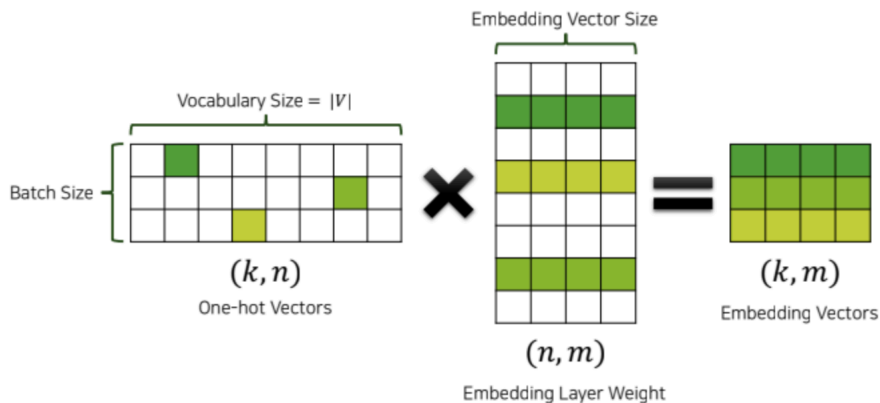 Embedding Vector Size
Vocabulary Size = |V|
Batch Size
(k, n)
One-hot Vectors
(n, m)
Embedding Layer Weight
(k, m)
Embedding Vectors